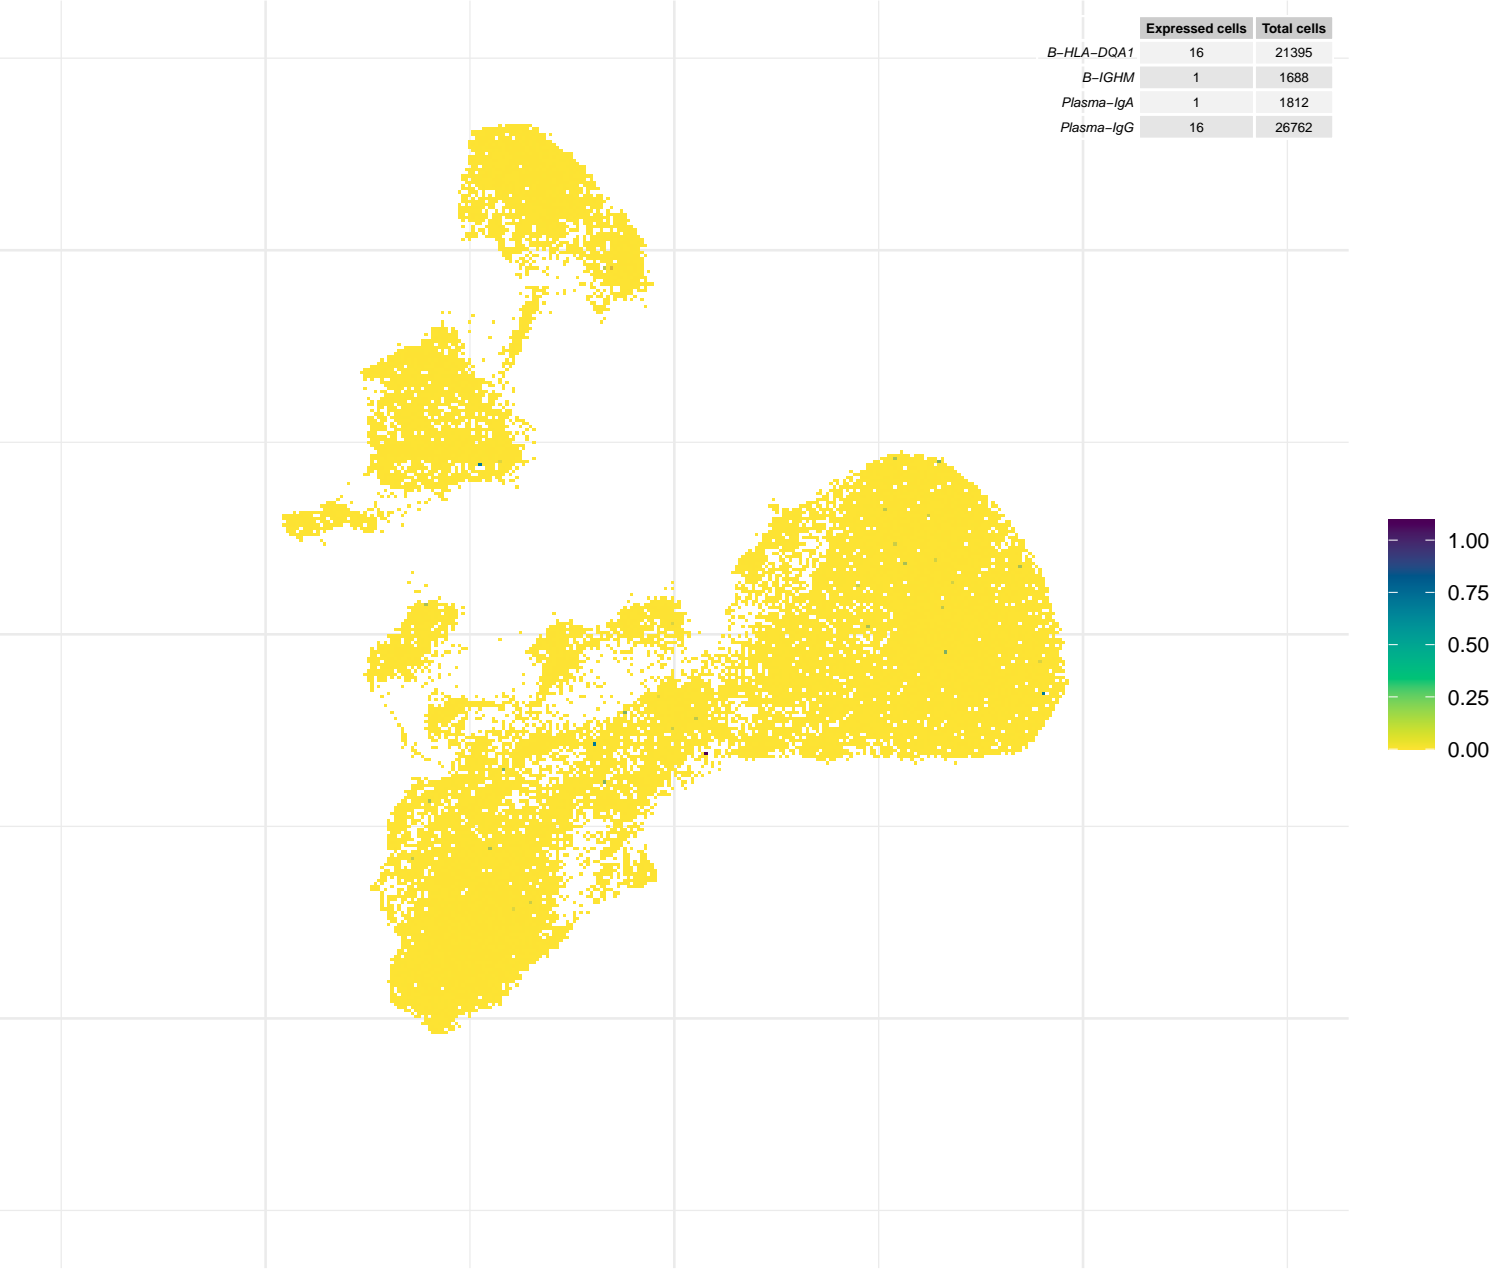 Expressed cells Total cells
B−HLA−DQA1 16 21395
B−IGHM 1 1688
Plasma−IgA 1 1812
Plasma−IgG 16 26762
1.00
0.75
0.50
0.25
0.00